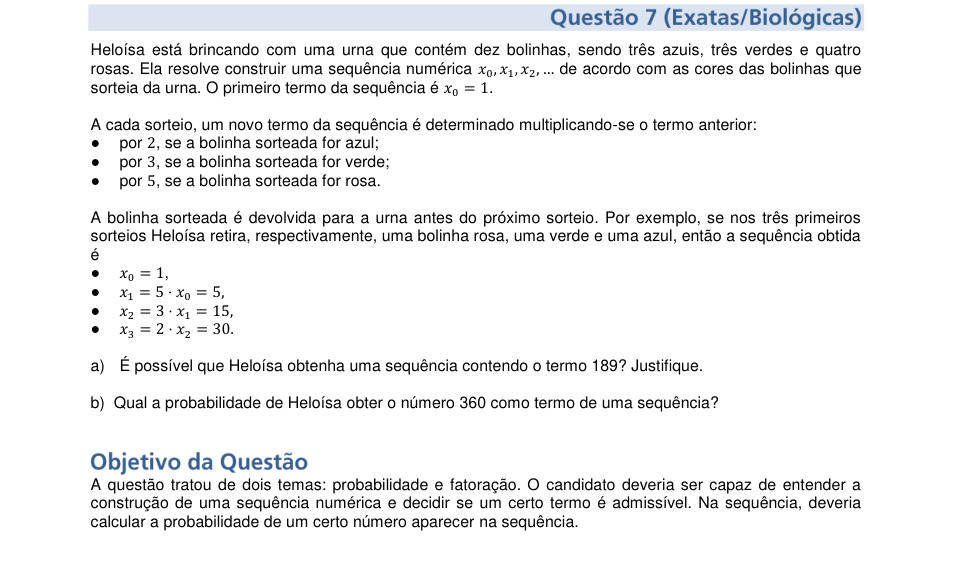 Questão 7 (Exatas/Biológicas)
Heloísa está brincando com uma urna que contém dez bolinhas, sendo três azuis, três verdes e quatro
rosas. Ela resolve construir uma sequência numérica x₀, x₁, x₂, ... de acordo com as cores das bolinhas que
sorteia da urna. O primeiro termo da sequência é x₀ = 1.
A cada sorteio, um novo termo da sequência é determinado multiplicando-se o termo anterior:
● por 2, se a bolinha sorteada for azul;
● por 3, se a bolinha sorteada for verde;
● por 5, se a bolinha sorteada for rosa.
A bolinha sorteada é devolvida para a urna antes do próximo sorteio. Por exemplo, se nos três primeiros
sorteios Heloísa retira, respectivamente, uma bolinha rosa, uma verde e uma azul, então a sequência obtida
é
● x₀ = 1,
● x₁ = 5 · x₀ = 5,
● x₂ = 3 · x₁ = 15,
● x₃ = 2 · x₂ = 30.
a) É possível que Heloísa obtenha uma sequência contendo o termo 189? Justifique.
b) Qual a probabilidade de Heloísa obter o número 360 como termo de uma sequência?
Objetivo da Questão
A questão tratou de dois temas: probabilidade e fatoração. O candidato deveria ser capaz de entender a
construção de uma sequência numérica e decidir se um certo termo é admissível. Na sequência, deveria
calcular a probabilidade de um certo número aparecer na sequência.